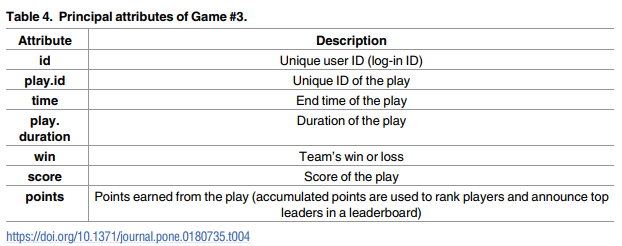 Table 4. Principal attributes of Game #3.
Attribute Description
id Unique user ID (log-in ID)
play.id Unique ID of the play
time End time of the play
play. Duration of the play
duration
win Team's win or loss
score Score of the play
points Points earned from the play (accumulated points are used to rank players and announce top
leaders in a leaderboard)
https://doi.org/10.1371/journal.pone.0180735.t004